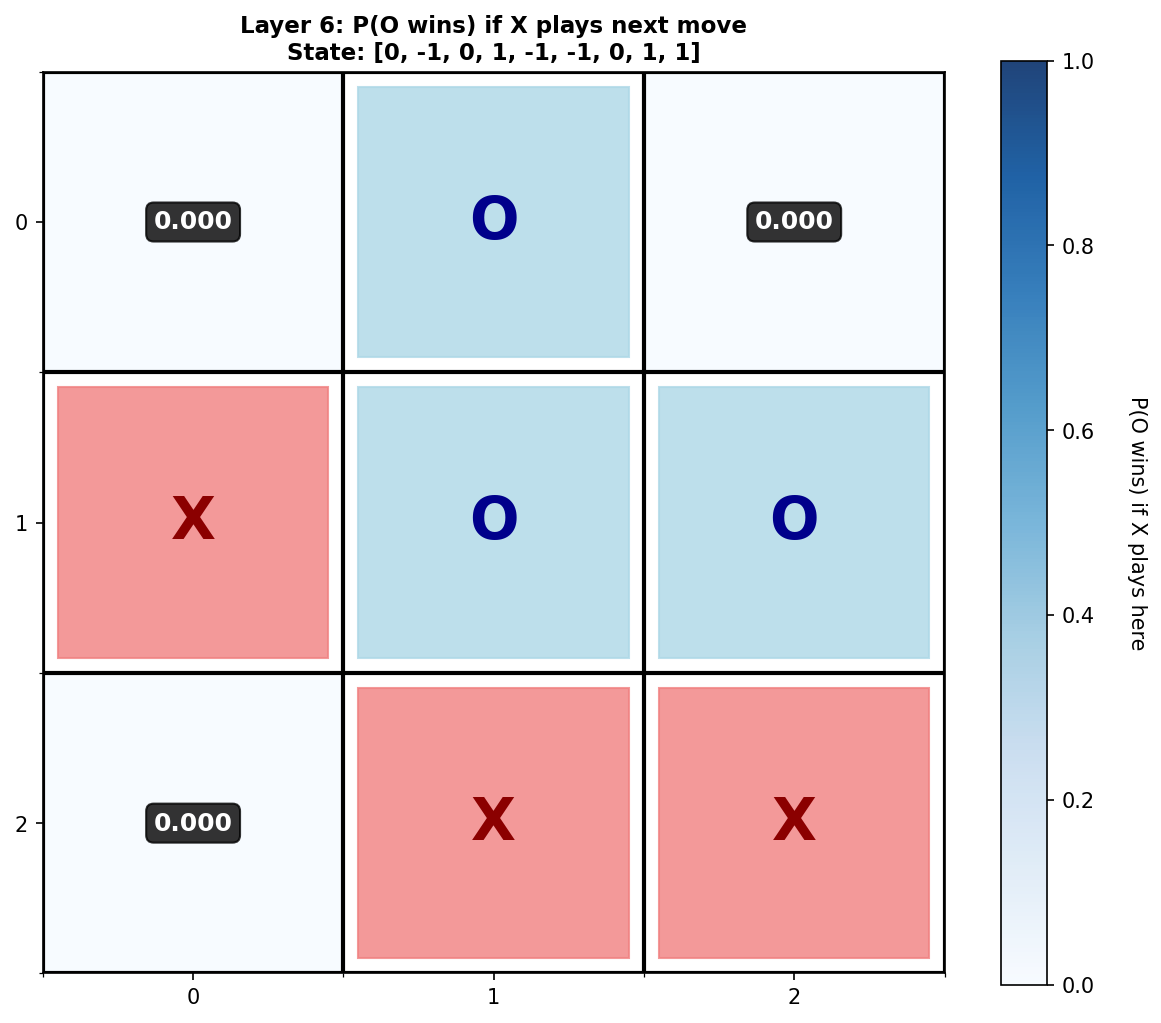 Layer 6: P(O wins) if X plays next move
State: [0, -1, 0, 1, -1, -1, 0, 1, 1]
0
0.000
O
0.000
1
X
O
O
2
0.000
X
X
0
1
2
1.0
0.8
0.6
0.4
0.2
0.0
P(O wins) if X plays here